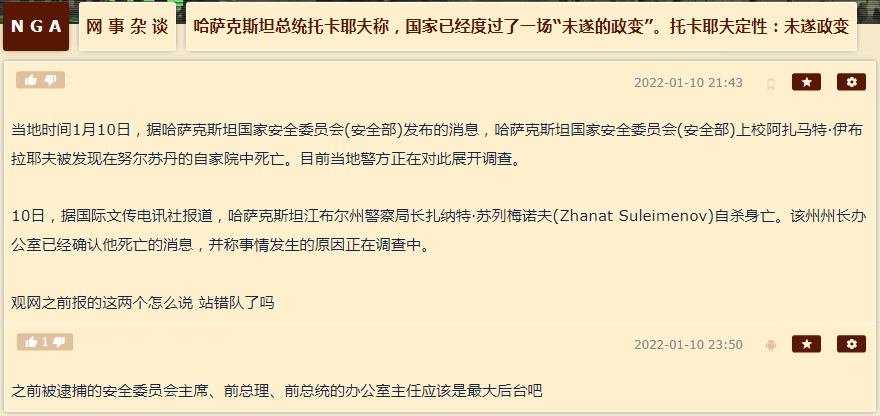 NGA 网事杂谈 哈萨克斯坦总统托卡耶夫称，国家已经度过了一场“未遂的政变”。托卡耶夫定性：未遂政变
2022-01-10 21:43
当地时间1月10日，据哈萨克斯坦国家安全委员会(安全部)发布的消息，哈萨克斯坦国家安全委员会(安全部)上校阿扎马特·伊布
拉耶夫被发现在努尔苏丹的自家院中死亡。目前当地警方正在对此展开调查。
10日，据国际文传电讯社报道，哈萨克斯坦江布尔州警察局长扎纳特·苏列梅诺夫(Zhanat Suleimenov)自杀身亡。该州州长办
公室已经确认他死亡的消息，并称事情发生的原因正在调查中。
观网之前报的这两个怎么说 站错队了吗
1 2022-01-10 23:50
之前被逮捕的安全委员会主席、前总理、前总统的办公室主任应该是最大后台吧